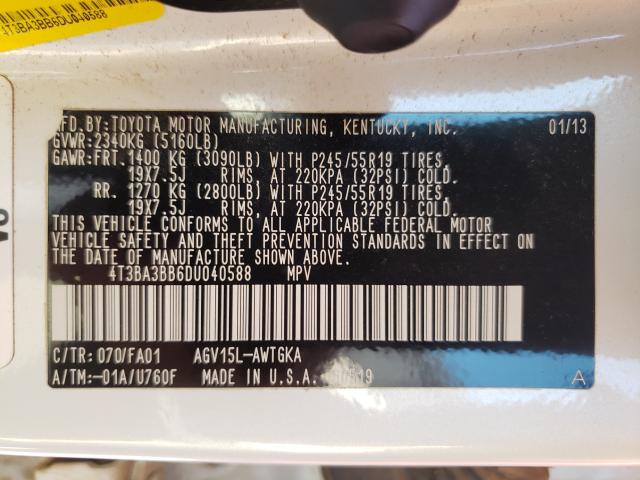 4T3BA3BB6DU040588
MFD.BY:TOYOTA MOTOR MANUFACTURING, KENTUCKY, INC. 01/13
GVWR:2340KG (5160LB)
GAWR:FRT.1400 KG (3090LB) WITH P245/55R19 TIRES,
19X7.5J RIMS, AT 220KPA (32PSI) COLD.
RR. 1270 KG (2800LB) WITH P245/55R19 TIRES,
19X7.5J RIMS, AT 220KPA (32PSI) COLD.
THIS VEHICLE CONFORMS TO ALL APPLICABLE FEDERAL MOTOR
VEHICLE SAFETY AND THEFT PREVENTION STANDARDS IN EFFECT ON
THE DATE OF MANUFACTURE SHOWN ABOVE.
4T3BA3BB6DU040588 MPV
C/TR:070/FA01 AGV15L-AWTGKA
A/TM:-01A/U760F MADE IN U.S.A. A